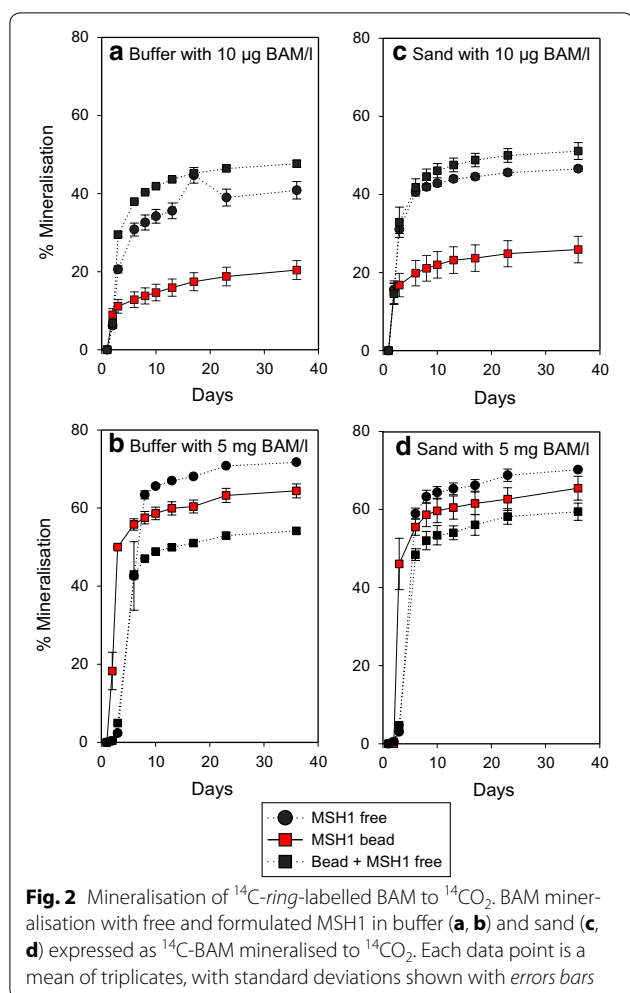 a Buffer with 10 µg BAM/l
% Mineralisation
80
60
40
20
0
0 10 20 30 40
Days
c Sand with 10 µg BAM/l
80
60
40
20
0
0 10 20 30 40
Days
b Buffer with 5 mg BAM/l
% Mineralisation
80
60
40
20
0
0 10 20 30 40
Days
d Sand with 5 mg BAM/l
80
60
40
20
0
0 10 20 30 40
Days
MSH1 free
MSH1 bead
Bead + MSH1 free
Fig. 2 Mineralisation of ¹⁴C-ring-labelled BAM to ¹⁴CO₂. BAM miner-
alisation with free and formulated MSH1 in buffer (a, b) and sand (c,
d) expressed as ¹⁴C-BAM mineralised to ¹⁴CO₂. Each data point is a
mean of triplicates, with standard deviations shown with errors bars